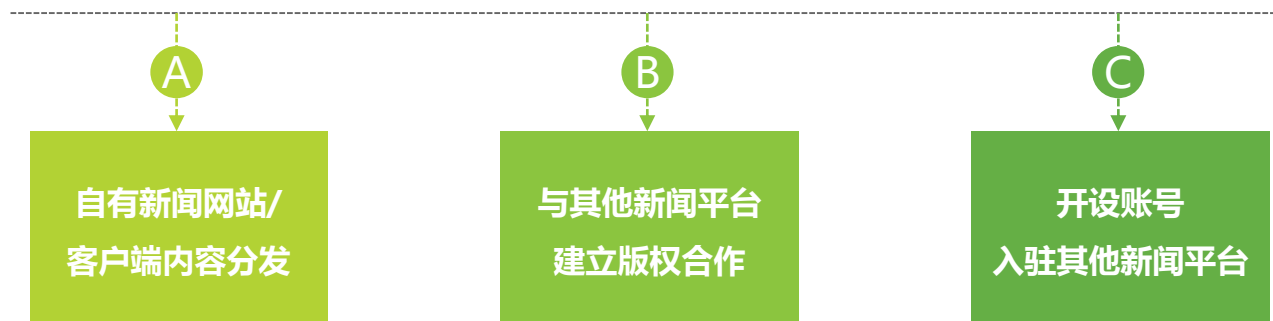 A
自有新闻网站/
客户端内容分发
B
与其他新闻平台
建立版权合作
C
开设账号
入驻其他新闻平台